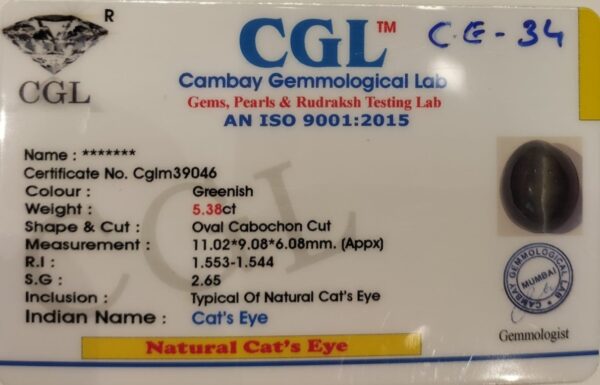 R
CGL
CGL™
C.E-34
Cambay Gemmological Lab
Gems, Pearls & Rudraksh Testing Lab
AN ISO 9001:2015
Name : *******
Certificate No. Cglm39046
Colour : Greenish
Weight : 5.38ct
Shape & Cut : Oval Cabochon Cut
Measurement : 11.02*9.08*6.08mm. (Appx)
R.I : 1.553-1.544
S.G : 2.65
Inclusion : Typical Of Natural Cat's Eye
Indian Name : Cat's Eye
CAMBAY GEMMOLOGICAL LAB
MUMBAI
Gemmologist
Natural Cat's Eye
CGL